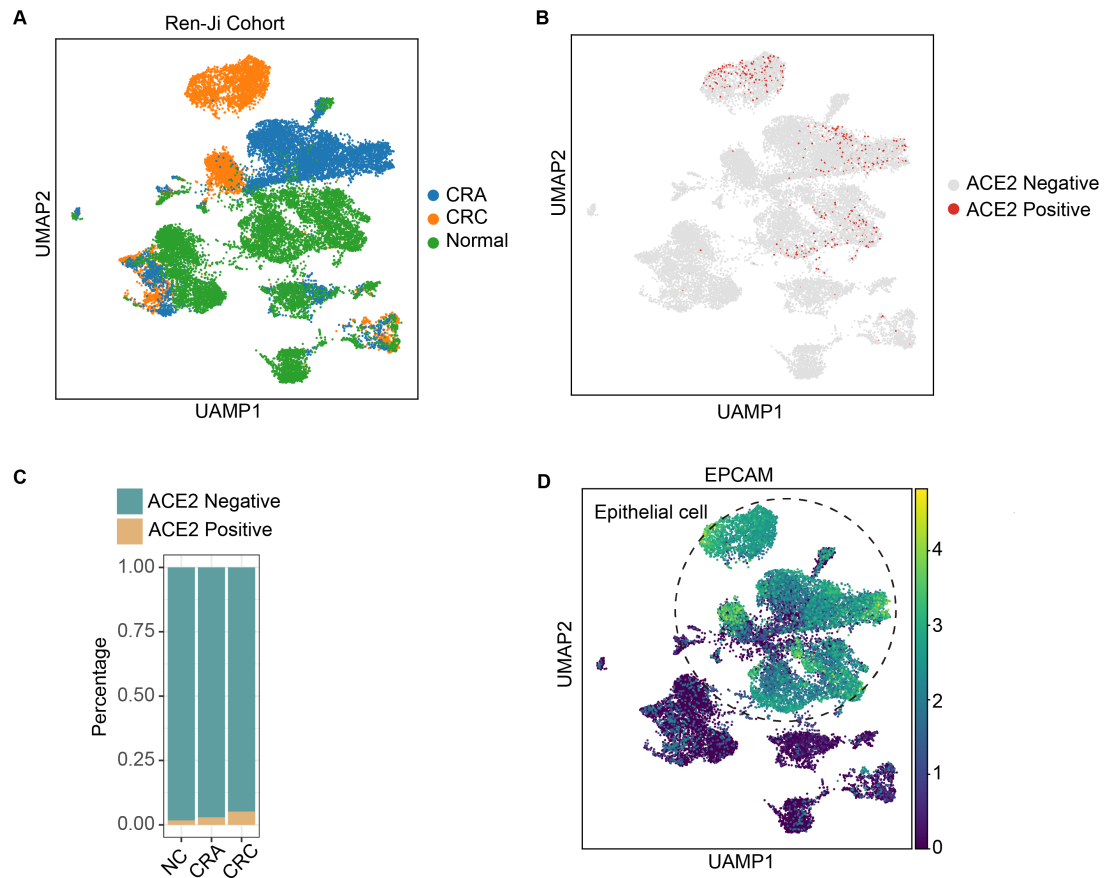 A
Ren-Ji Cohort
UMAP2
UAMP1
CRA
CRC
Normal
B
UMAP2
UAMP1
ACE2 Negative
ACE2 Positive
C
ACE2 Negative
ACE2 Positive
Percentage
1.00
0.75
0.50
0.25
0.00
NC
CRA
CRC
D
EPCAM
Epithelial cell
UMAP2
UAMP1
4
3
2
1
0